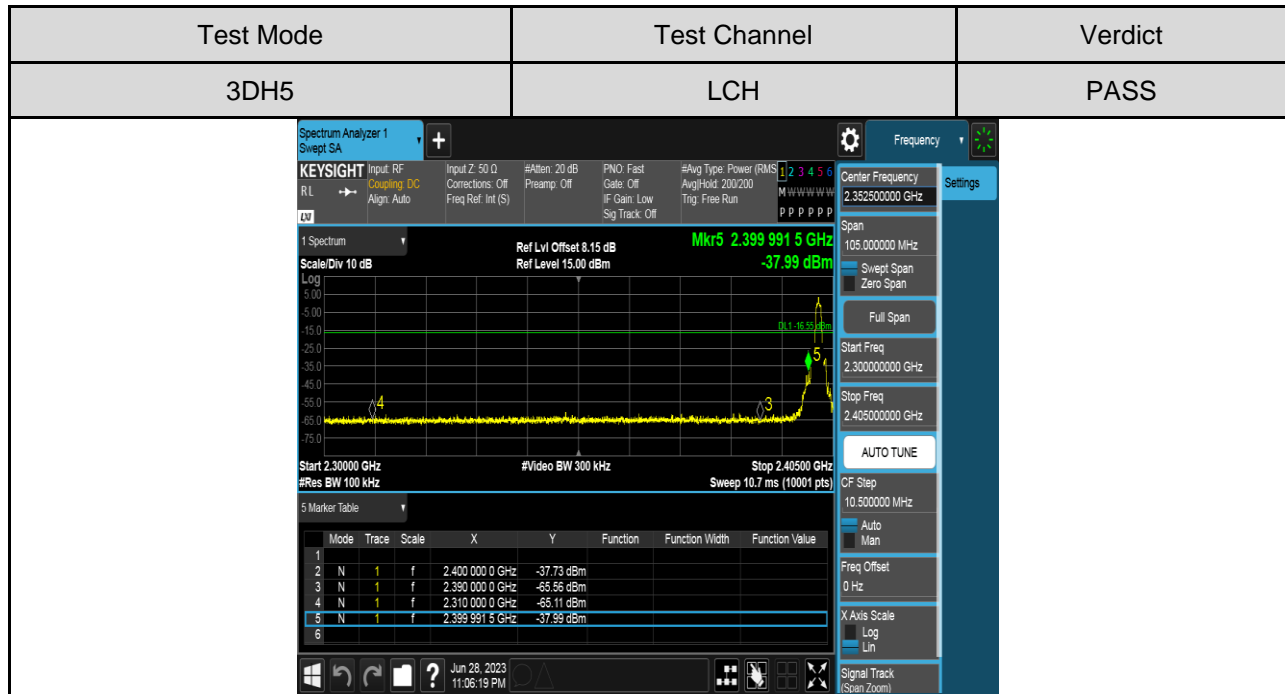 Test Mode Test Channel Verdict
3DH5 LCH PASS
Spectrum Analyzer 1
Swept SA
Frequency
KEYSIGHT Input: RF Input Z: 50 Ω #Atten: 20 dB PNO: Fast #Avg Type: Power (RMS 1 2 3 4 5 6
RL Coupling: DC Corrections: Off Preamp: Off Gate: Off Avg|Hold: 200/200 M W W W W W
Align: Auto Freq Ref: Int (S) IF Gain: Low Trig: Free Run
LXI Sig Track: Off P P P P P P
1 Spectrum Ref Lvl Offset 8.15 dB Mkr5 2.399 991 5 GHz
Scale/Div 10 dB Ref Level 15.00 dBm -37.99 dBm
Log
5.00
-5.00
-15.0 DL1 -16.55 dBm
-25.0 5
-35.0
-45.0
-55.0 4 3
-65.0
-75.0
Start 2.30000 GHz #Video BW 300 kHz Stop 2.40500 GHz
#Res BW 100 kHz Sweep 10.7 ms (10001 pts)
5 Marker Table
Mode Trace Scale X Y Function Function Width Function Value
1
2 N 1 f 2.400 000 0 GHz -37.73 dBm
3 N 1 f 2.390 000 0 GHz -65.56 dBm
4 N 1 f 2.310 000 0 GHz -65.11 dBm
5 N 1 f 2.399 991 5 GHz -37.99 dBm
6
? Jun 28, 2023
11:06:19 PM
Center Frequency
2.352500000 GHz
Settings
Span
105.000000 MHz
Swept Span
Zero Span
Full Span
Start Freq
2.300000000 GHz
Stop Freq
2.405000000 GHz
AUTO TUNE
CF Step
10.500000 MHz
Auto
Man
Freq Offset
0 Hz
X Axis Scale
Log
Lin
Signal Track
(Span Zoom)